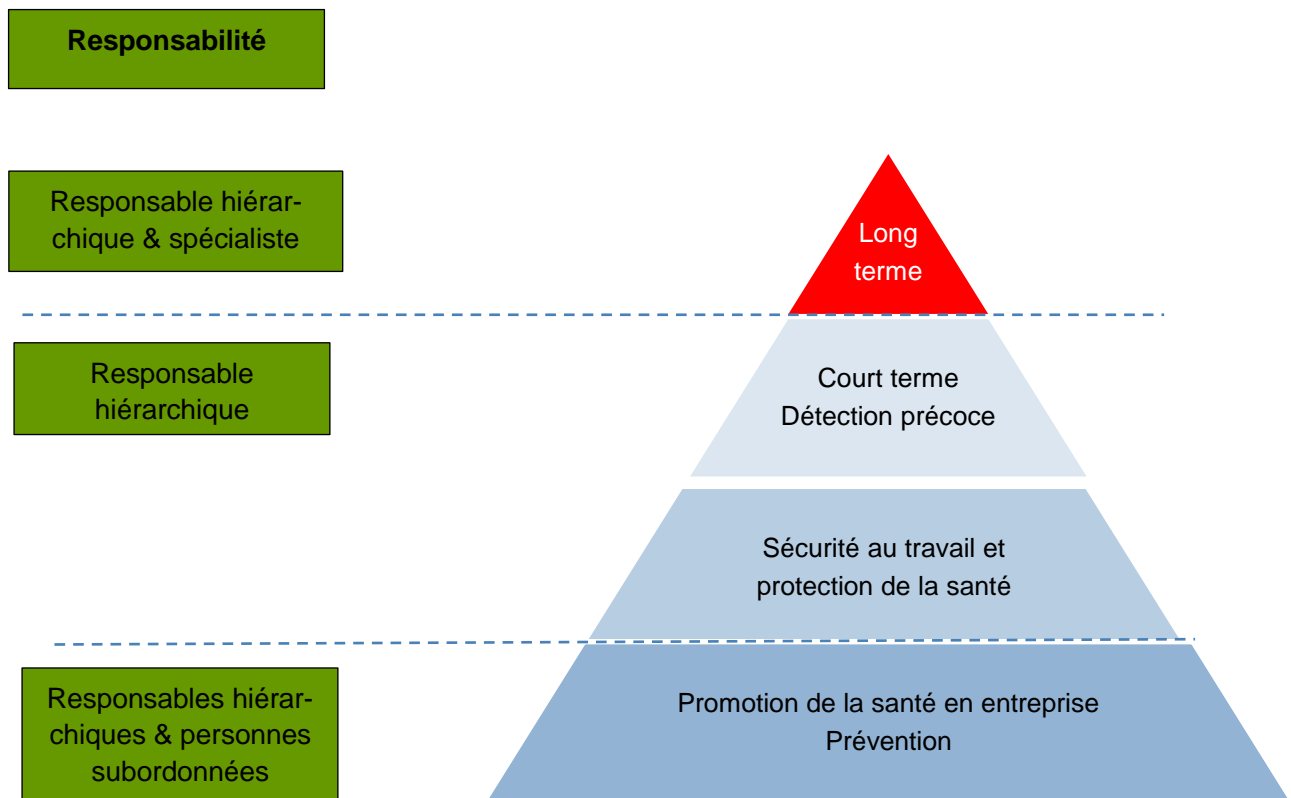 Responsabilité
Responsable hiérar-
chique & spécialiste
Long
terme
Responsable
hiérarchique
Court terme
Détection précoce
Sécurité au travail et
protection de la santé
Responsables hiérar-
chiques & personnes
subordonnées
Promotion de la santé en entreprise
Prévention